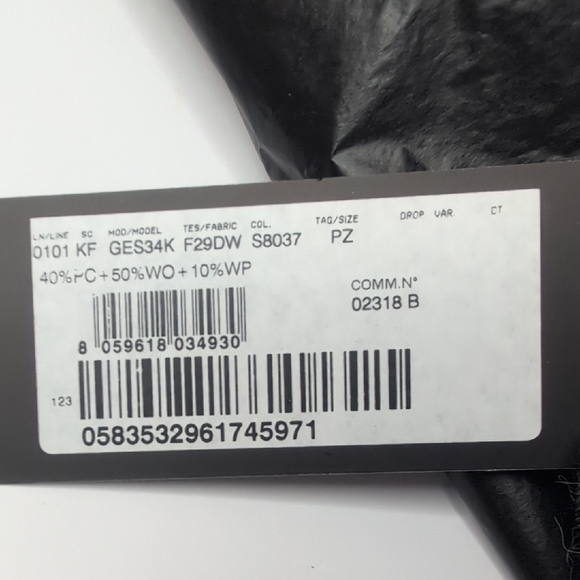 LN/LINE SC MOD/MODEL TES/FABRIC COL. TAG/SIZE DROP VAR CT
0101 KF GES34K F29DW S8037 PZ
40%PC+50%WO+10%WP
COMM.N°
02318 B
8 059618 034930
123
0583532961745971